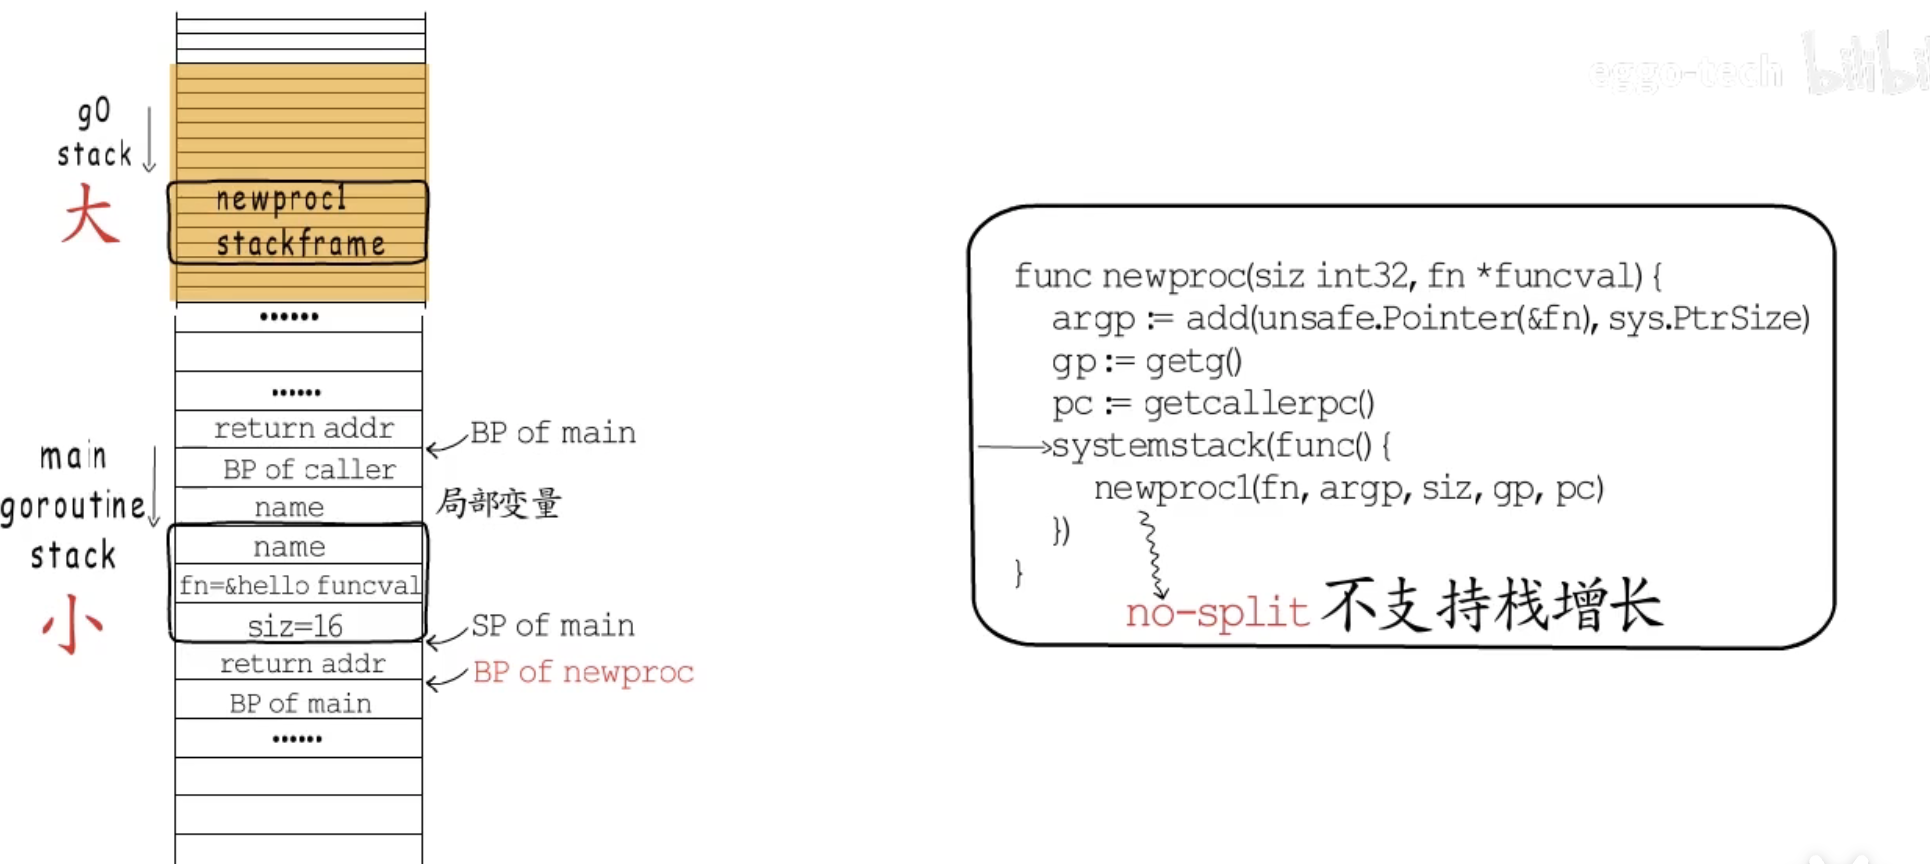 eggo-tech bilibili
g0
stack
大
newproc1
stackframe
......
......
return addr
BP of main
BP of caller
name
局部变量
main
goroutine
stack
小
name
fn=&hello funcval
siz=16
SP of main
return addr
BP of newproc
BP of main
......
func newproc(siz int32, fn *funcval) {
argp := add(unsafe.Pointer(&fn), sys.PtrSize)
gp := getg()
pc := getcallerpc()
systemstack(func() {
newproc1(fn, argp, siz, gp, pc)
})
}
no-split 不支持栈增长